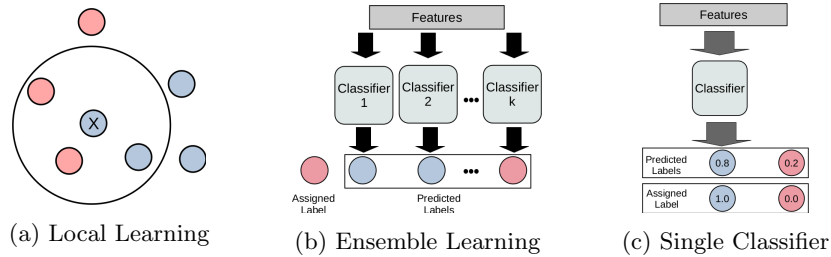 X
(a) Local Learning
Features
Classifier
1
Classifier
2
•••
Classifier
k
•••
Assigned
Label
Predicted
Labels
(b) Ensemble Learning
Features
Classifier
Predicted
Labels
0.8
0.2
Assigned
Label
1.0
0.0
(c) Single Classifier